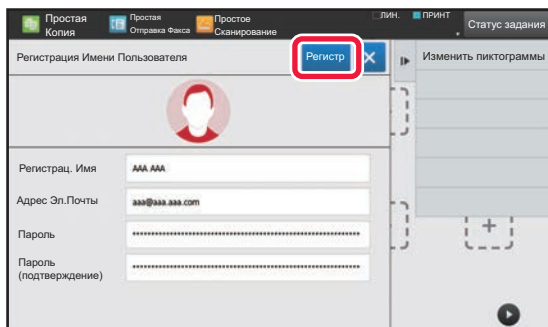 Простая Копия
Простая Отправка Факса
Простое Сканирование
ЛИН.
ПРИНТ
Статус задания
Регистрация Имени Пользователя
Регистр
Изменить пиктограммы
Регистрац. Имя
AAA AAA
Адрес Эл.Почты
aaa@aaa.aaa.com
Пароль
************************************************************
Пароль
(подтверждение)
************************************************************